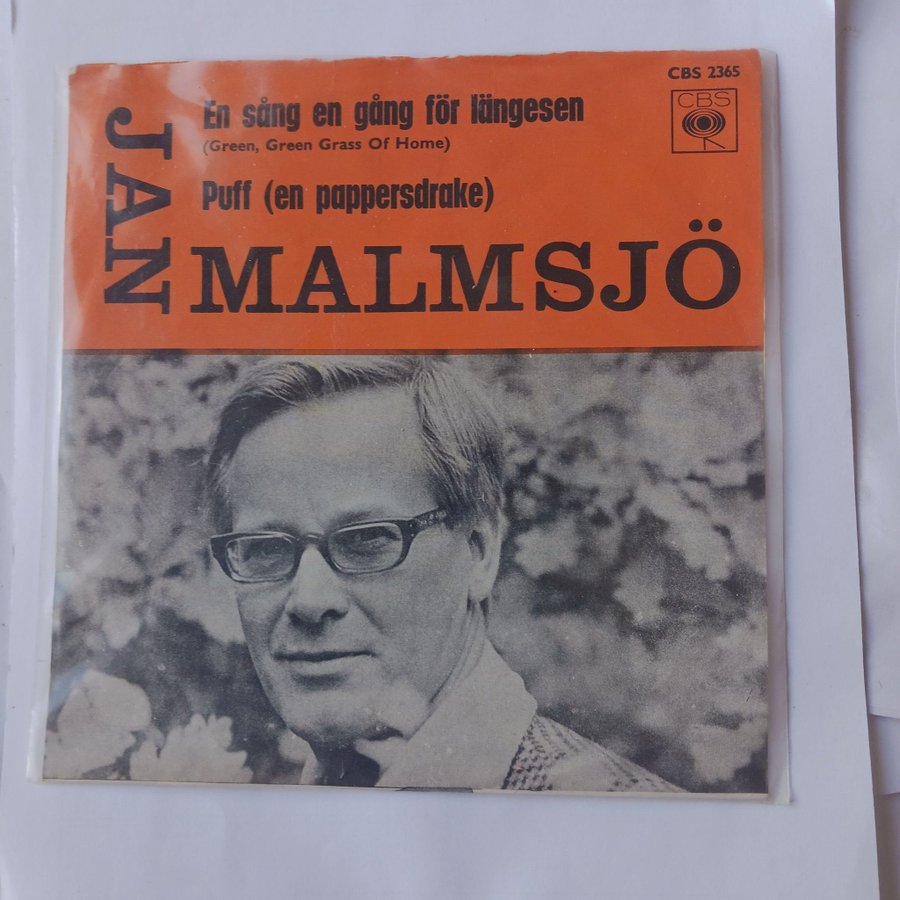 CBS 2365
CBS
En sång en gång för längesen
(Green, Green Grass Of Home)
Puff (en pappersdrake)
JAN
MALMSJÖ